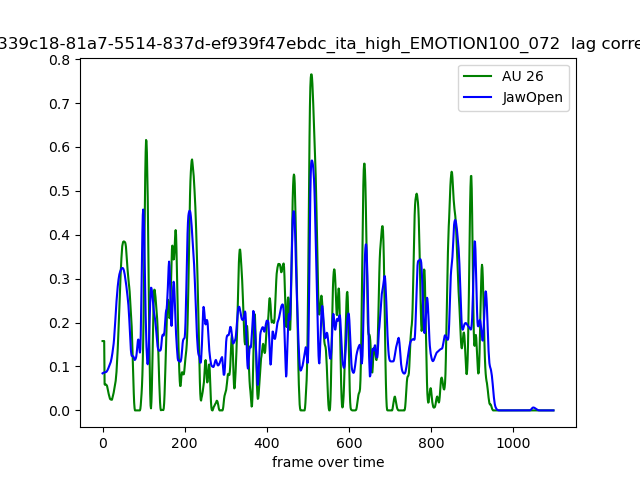 339c18-81a7-5514-837d-ef939f47ebdc_ita_high_EMOTION100_072 lag corre
AU 26
JawOpen
0.8
0.7
0.6
0.5
0.4
0.3
0.2
0.1
0.0
0 200 400 600 800 1000
frame over time